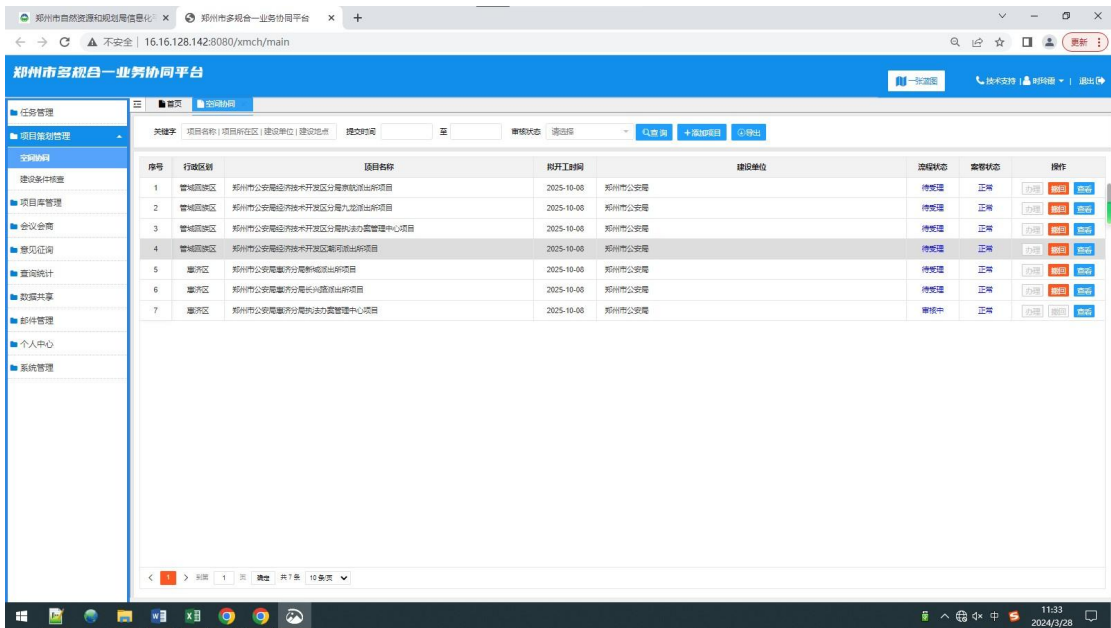 郑州市自然资源和规划局信息化
郑州市多规合一业务协同平台
不安全 16.16.128.142:8080/xmch/main
更新
郑州市多规合一业务协同平台
一张蓝图 技术支持 | 退出
任务管理
首页 空间协同
项目策划管理
关键字 项目名称 | 项目所在区 | 建设单位 | 建设地点 提交时间 至 审核状态 请选择 查询 +添加项目 导出
空间协同
建设条件核查
项目库管理
会议会商
意见征询
查询统计
数据共享
邮件管理
个人中心
系统管理
序号 行政区划 项目名称 拟开工时间 建设单位 流程状态 案卷状态 操作
1 管城回族区 郑州市公安局经济技术开发区分局京航派出所项目 2025-10-08 郑州市公安局 待受理 正常 办理 撤回 查看
2 管城回族区 郑州市公安局经济技术开发区分局九龙派出所项目 2025-10-08 郑州市公安局 待受理 正常 办理 撤回 查看
3 管城回族区 郑州市公安局经济技术开发区分局执法办案管理中心项目 2025-10-08 郑州市公安局 待受理 正常 办理 撤回 查看
4 管城回族区 郑州市公安局经济技术开发区潮河派出所项目 2025-10-08 郑州市公安局 待受理 正常 办理 撤回 查看
5 惠济区 郑州市公安局惠济分局新城派出所项目 2025-10-08 郑州市公安局 待受理 正常 办理 撤回 查看
6 惠济区 郑州市公安局惠济分局长兴路派出所项目 2025-10-08 郑州市公安局 待受理 正常 办理 撤回 查看
7 惠济区 郑州市公安局惠济分局执法办案管理中心项目 2025-10-08 郑州市公安局 审核中 正常 办理 撤回 查看
1 到第 1 页 确定 共 7 条 10 条/页
中
11:33
2024/3/28